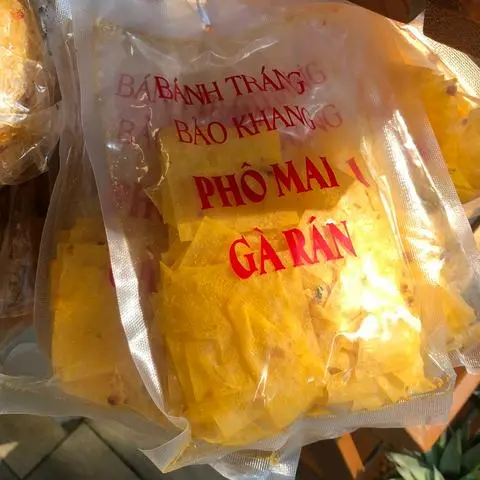 BÁNH TRÁNG
BẢO KHANG
PHÔ MAI
GÀ RÁN